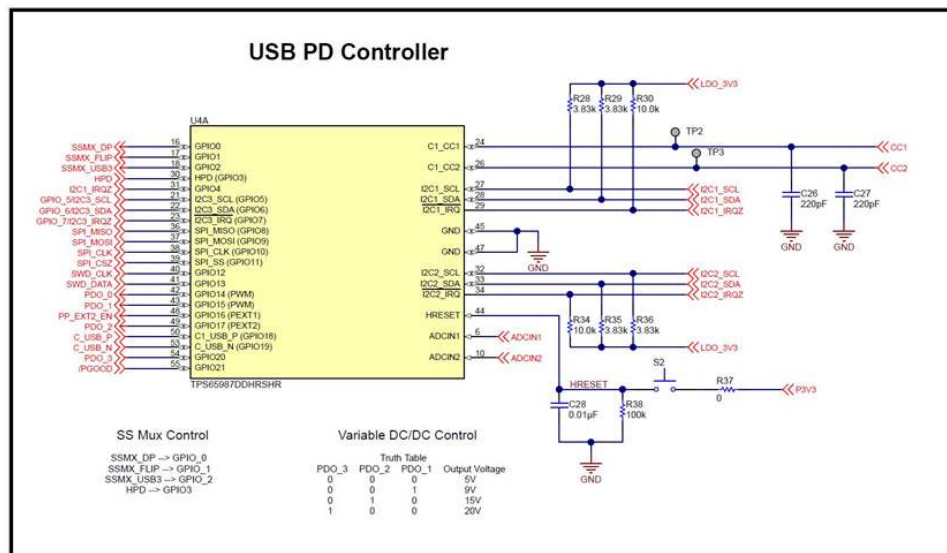 USB PD Controller
U4A
SSMX_DP 16 GPIO0
SSMX_FLIP 17 GPIO1
SSMX_USB3 18 GPIO2
HPD 30 HPD (GPIO3)
I2C1_IRQZ 31 GPIO4
GPIO_5/I2C3_SCL 21 I2C3_SCL (GPIO5)
GPIO_6/I2C3_SDA 22 I2C3_SDA (GPIO6)
GPIO_7/I2C3_IRQZ 23 I2C3_IRQ (GPIO7)
SPI_MISO 36 SPI_MISO (GPIO8)
SPI_MOSI 37 SPI_MOSI (GPIO9)
SPI_CLK 38 SPI_CLK (GPIO10)
SPI_CSZ 39 SPI_SS (GPIO11)
SWD_CLK 40 GPIO12
SWD_DATA 41 GPIO13
PDO_0 42 GPIO14 (PWM)
PDO_1 43 GPIO15 (PWM)
PP_EXT2_EN 48 GPIO16 (PEXT1)
PDO_2 49 GPIO17 (PEXT2)
C_USB_P 50 C1_USB_P (GPIO18)
C_USB_N 53 C_USB_N (GPIO19)
PDO_3 54 GPIO20
/PGOOD 55 GPIO21
TPS65987DDHRSHR
LDO_3V3
R28 R29 R30
3.83k 3.83k 10.0k
TP2
TP3
C1_CC1 24 CC1
C1_CC2 26 CC2
I2C1_SCL 27 I2C1_SCL
I2C1_SDA 28 I2C1_SDA
I2C1_IRQ 29 I2C1_IRQZ
C26 C27
220pF 220pF
GND GND
GND 45
GND 47
GND
I2C2_SCL 32 I2C2_SCL
I2C2_SDA 33 I2C2_SDA
I2C2_IRQ 34 I2C2_IRQZ
HRESET 44
R34 R35 R36
10.0k 3.83k 3.83k
LDO_3V3
ADCIN1 6 ADCIN1
ADCIN2 10 ADCIN2
S2
HRESET
R37
0
P3V3
C28
0.01µF
R38
100k
GND
SS Mux Control
SSMX_DP --> GPIO_0
SSMX_FLIP --> GPIO_1
SSMX_USB3 --> GPIO_2
HPD --> GPIO3
Variable DC/DC Control
Truth Table
PDO_3 PDO_2 PDO_1 Output Voltage
0 0 0 5V
0 0 1 9V
0 1 0 15V
1 0 0 20V